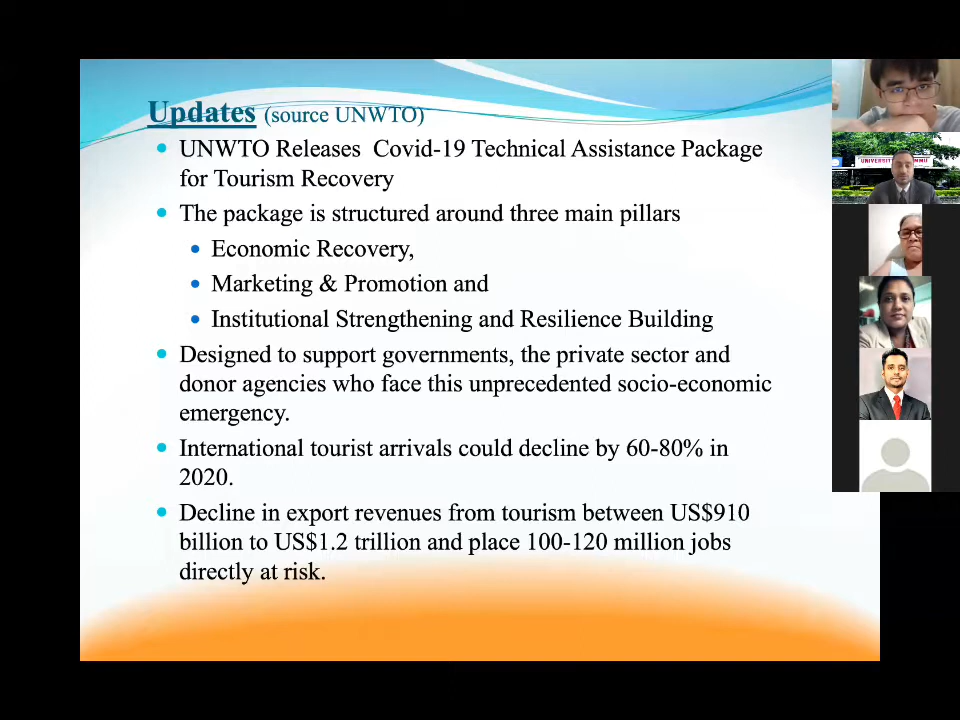 Updates (source UNWTO)
UNWTO Releases Covid-19 Technical Assistance Package
for Tourism Recovery
The package is structured around three main pillars
Economic Recovery,
Marketing & Promotion and
Institutional Strengthening and Resilience Building
Designed to support governments, the private sector and
donor agencies who face this unprecedented socio-economic
emergency.
International tourist arrivals could decline by 60-80% in
2020.
Decline in export revenues from tourism between US$910
billion to US$1.2 trillion and place 100-120 million jobs
directly at risk.